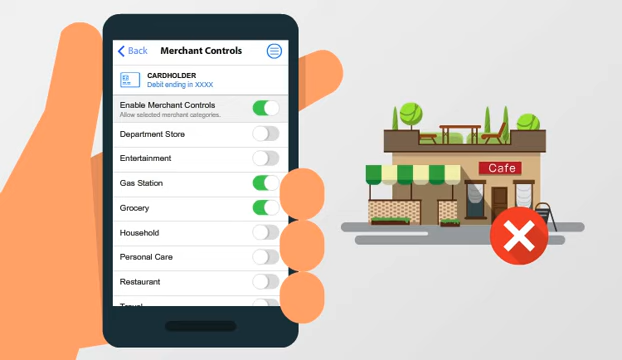 Back
Merchant Controls
CARDHOLDER
Debit ending in XXXX
Enable Merchant Controls
Allow selected merchant categories.
Department Store
Entertainment
Gas Station
Grocery
Household
Personal Care
Restaurant
Travel
Cafe